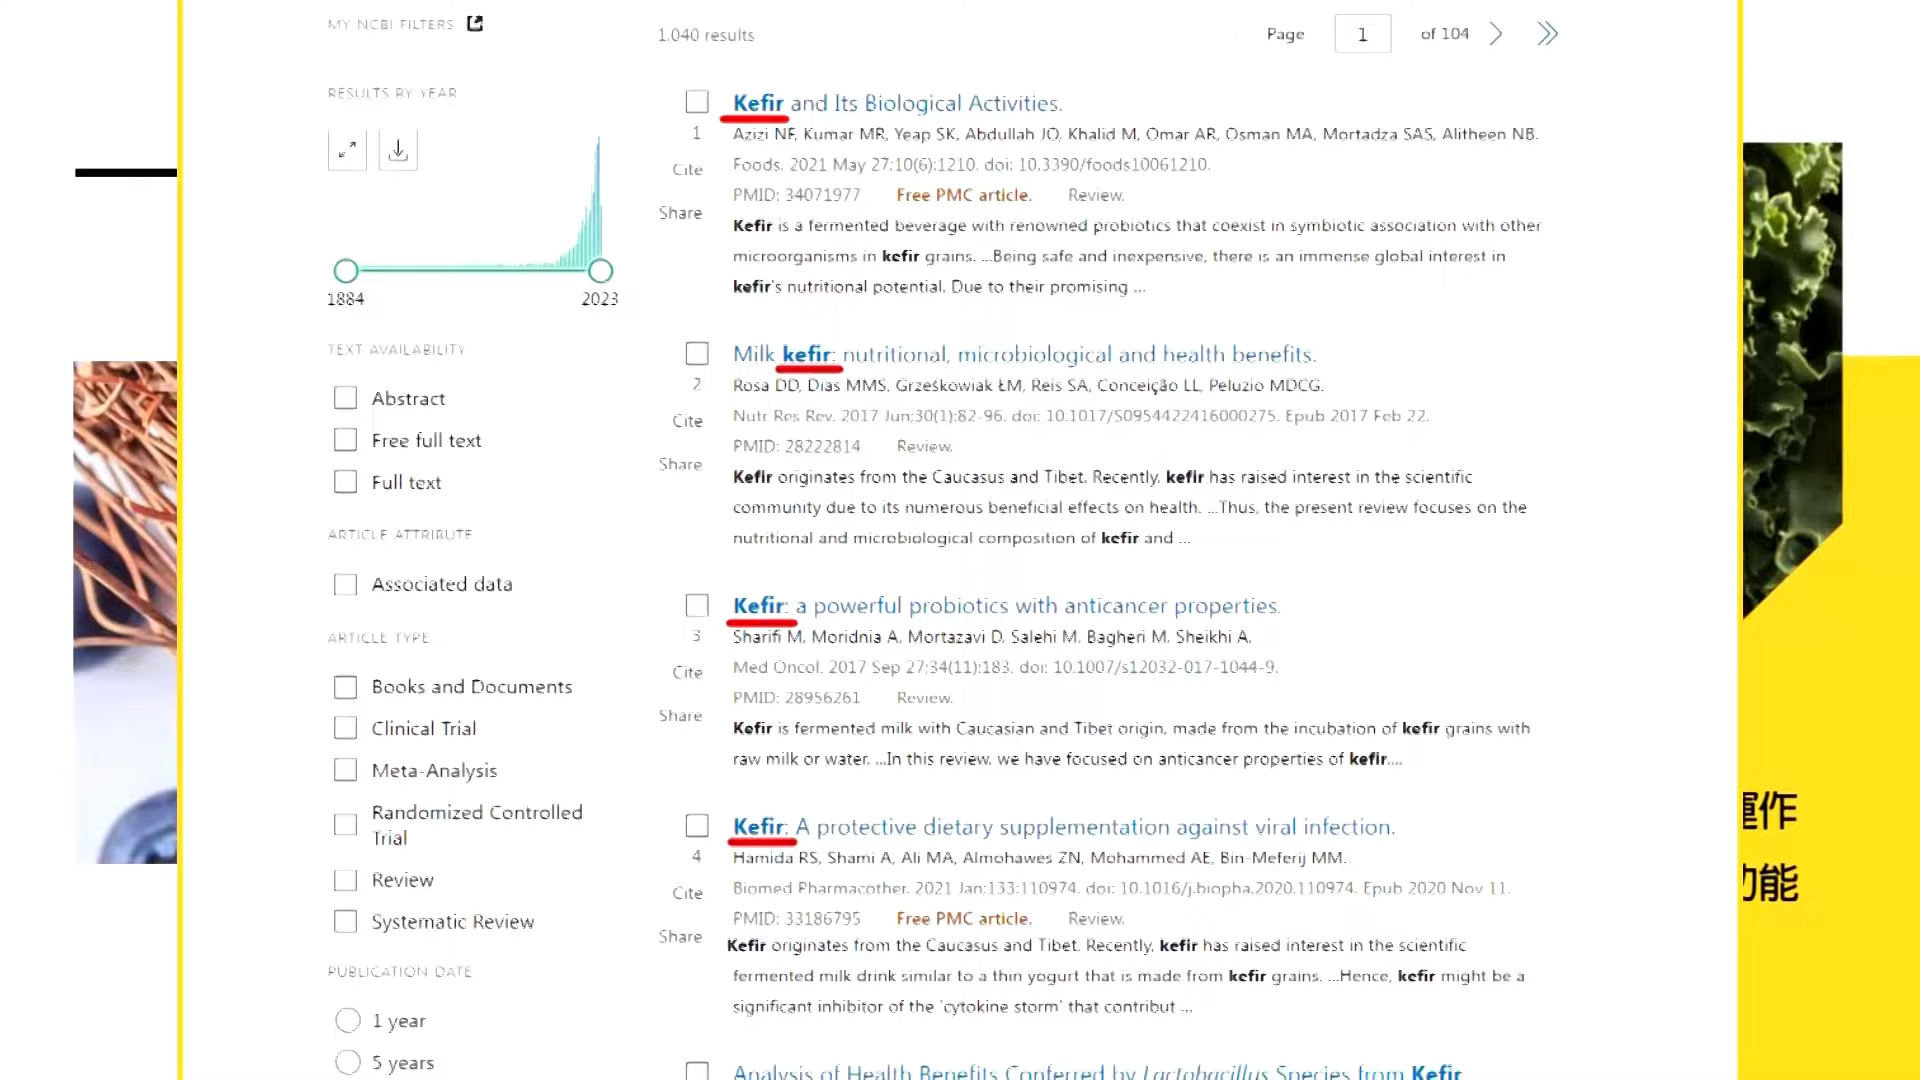 MY NCBI FILTERS
1.040 results
Page 1 of 104
RESULTS BY YEAR
1884 2023
TEXT AVAILABILITY
Abstract
Free full text
Full text
ARTICLE ATTRIBUTE
Associated data
ARTICLE TYPE
Books and Documents
Clinical Trial
Meta-Analysis
Randomized Controlled
Trial
Review
Systematic Review
PUBLICATION DATE
1 year
5 years
Kefir and Its Biological Activities.
1
Azizi NF, Kumar MR, Yeap SK, Abdullah JO, Khalid M, Omar AR, Osman MA, Mortadza SAS, Alitheen NB.
Cite
Foods. 2021 May 27;10(6):1210. doi: 10.3390/foods10061210.
PMID: 34071977 Free PMC article. Review.
Share
Kefir is a fermented beverage with renowned probiotics that coexist in symbiotic association with other
microorganisms in kefir grains. ...Being safe and inexpensive, there is an immense global interest in
kefir's nutritional potential. Due to their promising ...
Milk kefir: nutritional, microbiological and health benefits.
2
Rosa DD, Dias MMS, Grześkowiak ŁM, Reis SA, Conceição LL, Peluzio MDCG.
Cite
Nutr Res Rev. 2017 Jun;30(1):82-96. doi: 10.1017/S0954422416000275. Epub 2017 Feb 22.
PMID: 28222814 Review.
Share
Kefir originates from the Caucasus and Tibet. Recently, kefir has raised interest in the scientific
community due to its numerous beneficial effects on health. ...Thus, the present review focuses on the
nutritional and microbiological composition of kefir and ...
Kefir: a powerful probiotics with anticancer properties.
3
Sharifi M, Moridnia A, Mortazavi D, Salehi M, Bagheri M, Sheikhi A.
Cite
Med Oncol. 2017 Sep 27;34(11):183. doi: 10.1007/s12032-017-1044-9.
PMID: 28956261 Review.
Share
Kefir is fermented milk with Caucasian and Tibet origin, made from the incubation of kefir grains with
raw milk or water. ...In this review, we have focused on anticancer properties of kefir....
Kefir: A protective dietary supplementation against viral infection.
4
Hamida RS, Shami A, Ali MA, Almohawes ZN, Mohammed AE, Bin-Meferij MM.
Cite
Biomed Pharmacother. 2021 Jan;133:110974. doi: 10.1016/j.biopha.2020.110974. Epub 2020 Nov 11.
PMID: 33186795 Free PMC article. Review.
Share
Kefir originates from the Caucasus and Tibet. Recently, kefir has raised interest in the scientific
fermented milk drink similar to a thin yogurt that is made from kefir grains. ...Hence, kefir might be a
significant inhibitor of the 'cytokine storm' that contribut ...
Analysis of Health Benefits Conferred by Lactobacillus Species from Kefir
運作
功能